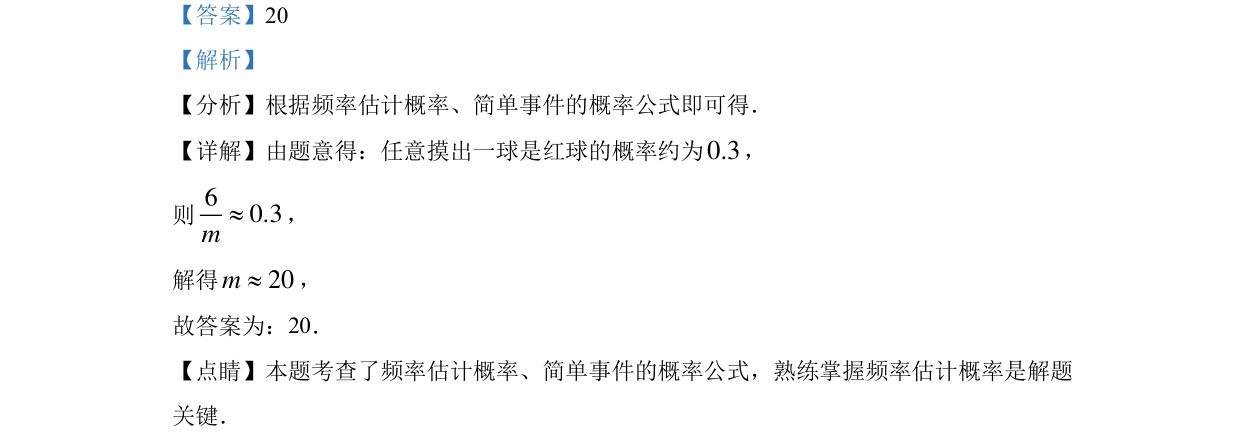 【答案】20
【解析】
【分析】根据频率估计概率、简单事件的概率公式即可得．
【详解】由题意得：任意摸出一球是红球的概率约为0.3，
则6/m≈0.3，
解得m≈20，
故答案为：20．
【点睛】本题考查了频率估计概率、简单事件的概率公式，熟练掌握频率估计概率是解题
关键．